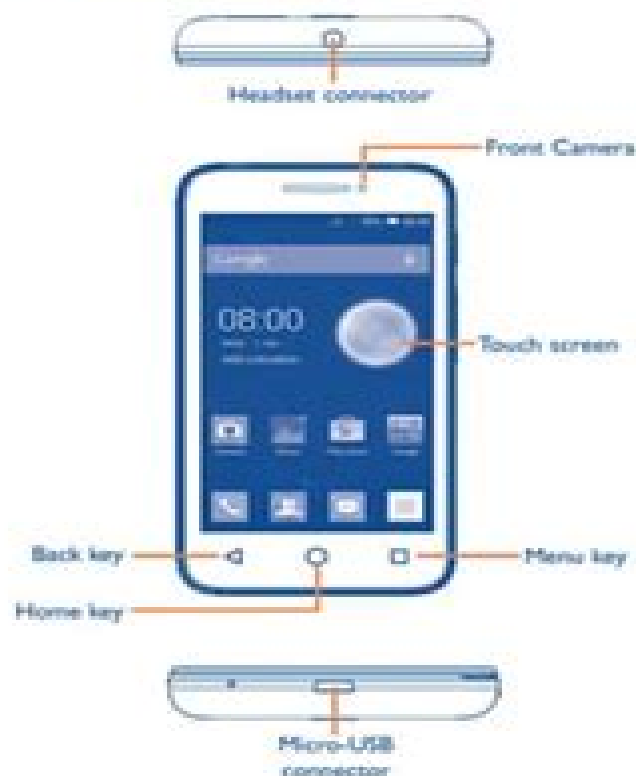 Headset connector
Front Camera
Google
08:00
Touch screen
Back key
Menu key
Home key
Micro-USB
connector